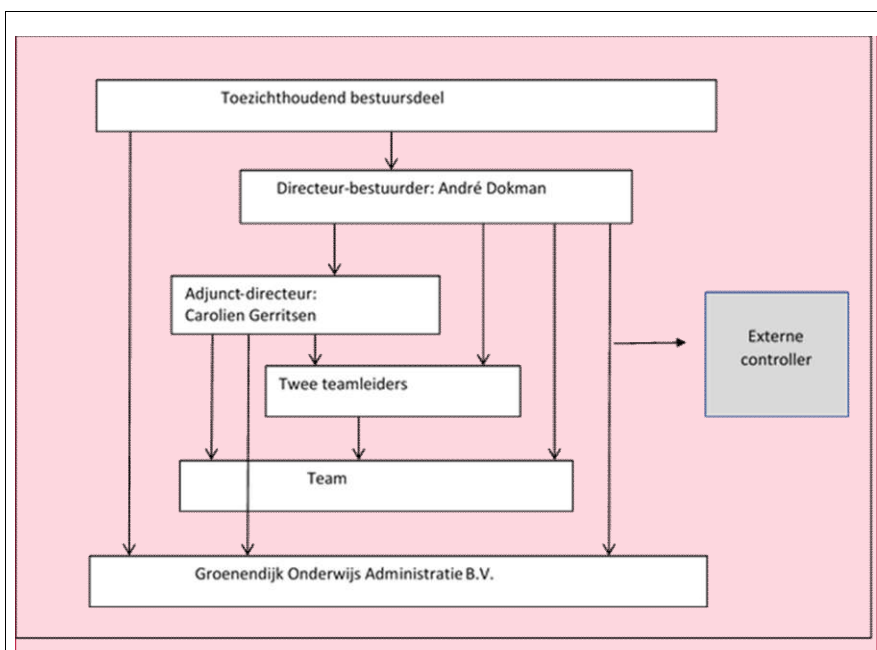 Toezichthoudend bestuursdeel
Directeur-bestuurder: André Dokman
Adjunct-directeur:
Carolien Gerritsen
Externe
controller
Twee teamleiders
Team
Groenendijk Onderwijs Administratie B.V.